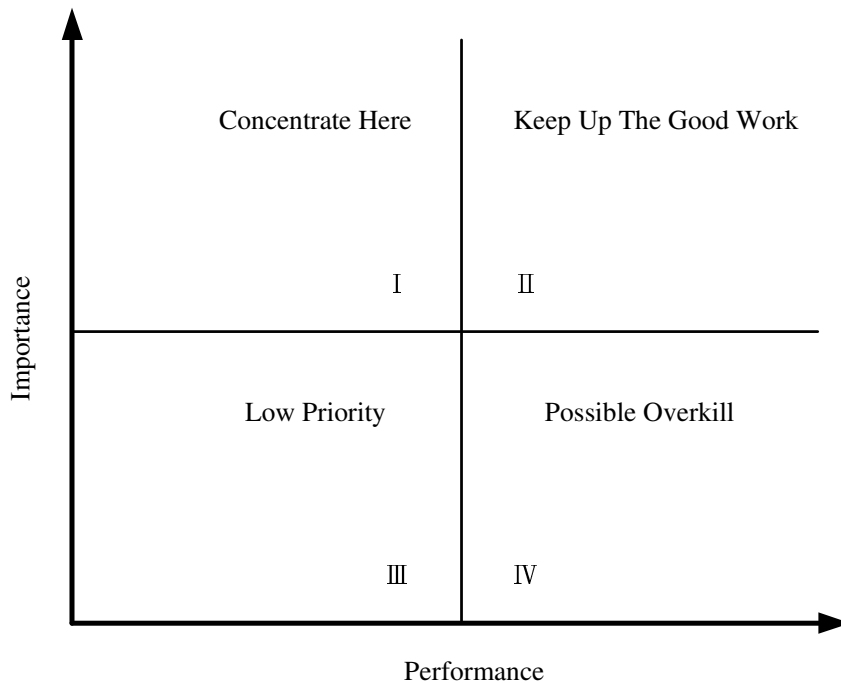 Concentrate Here
Keep Up The Good Work
Ⅰ
Ⅱ
Importance
Low Priority
Possible Overkill
Ⅲ
Ⅳ
Performance